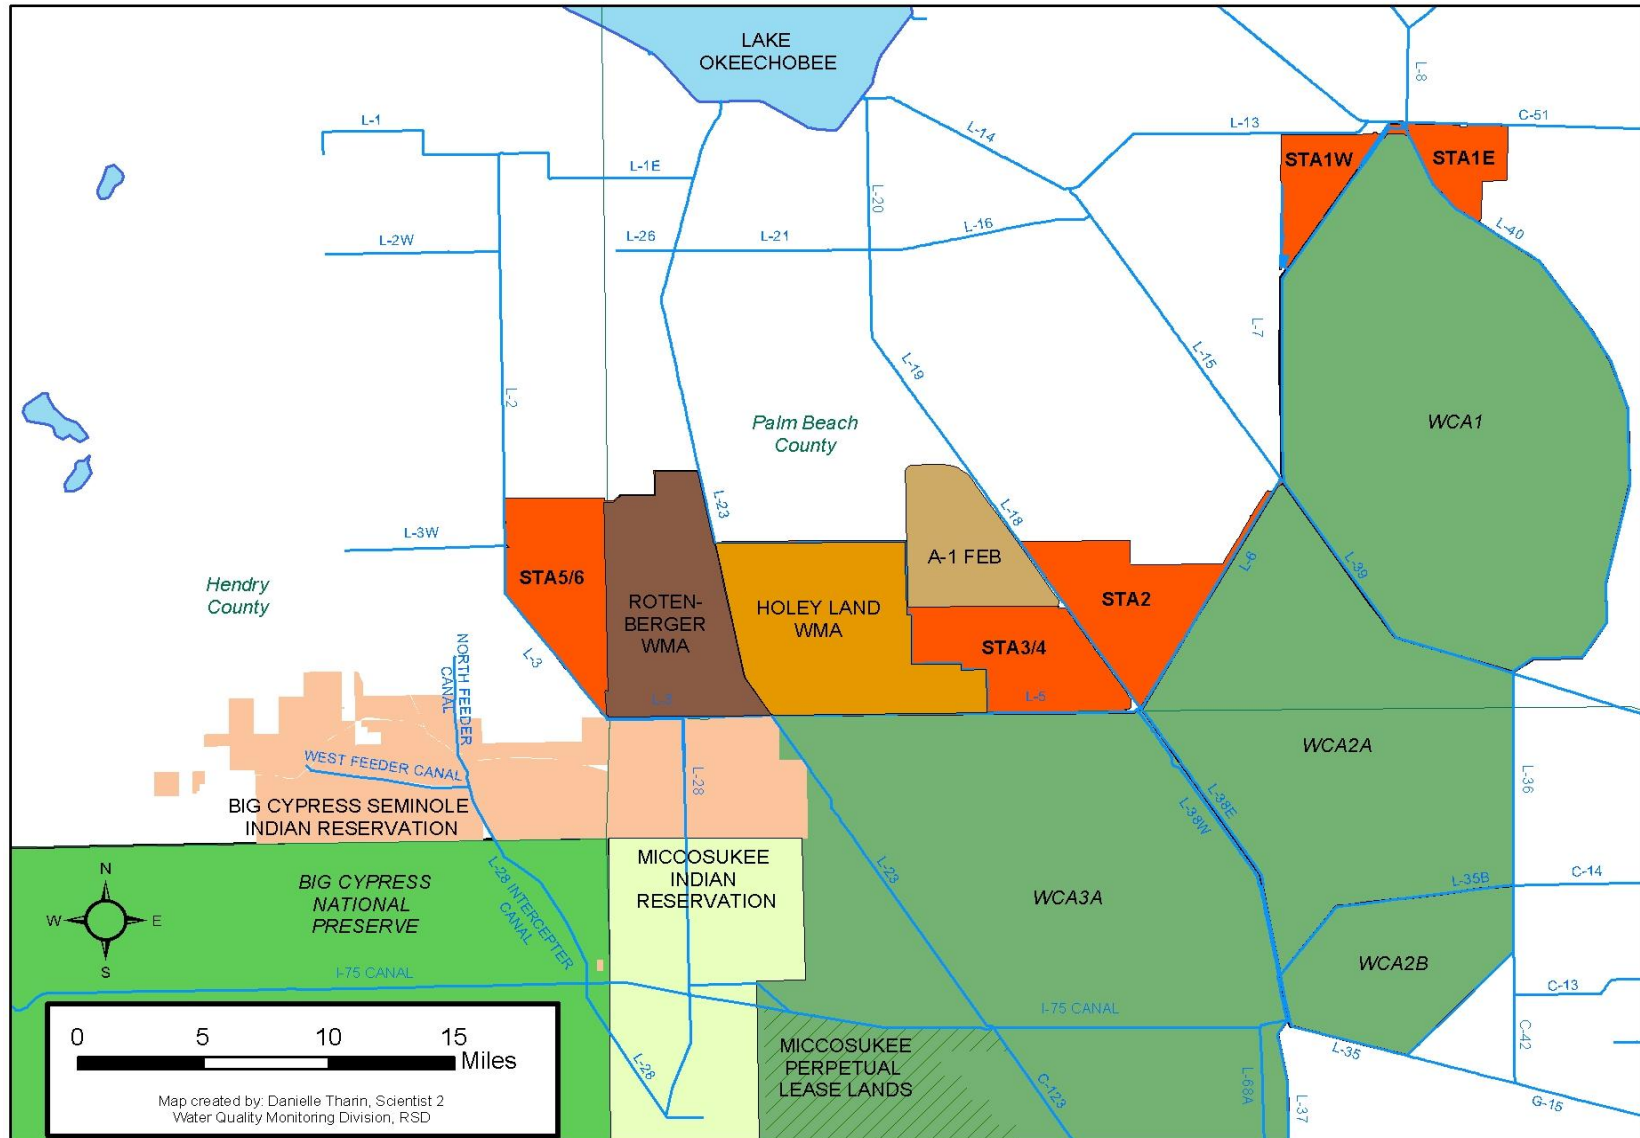 LAKE
OKEECHOBEE
L-8
L-1
L-14
L-13
C-51
L-1E
STA1W
STA1E
L-20
L-2W
L-26
L-21
L-16
L-40
L-7
L-15
L-19
L-2
Palm Beach
County
WCA1
L-23
L-18
L-3W
A-1 FEB
L-6
L-39
Hendry
County
STA5/6
ROTEN-
BERGER
WMA
HOLEY LAND
WMA
STA2
STA3/4
L-3
NORTH FEEDER
CANAL
L-5
WCA2A
WEST FEEDER CANAL
L-28
L-36
BIG CYPRESS SEMINOLE
INDIAN RESERVATION
L-38E
L-38W
MICCOSUKEE
INDIAN
RESERVATION
L-23
L-35B
C-14
BIG CYPRESS
NATIONAL
PRESERVE
L-28 INTERCEPTER
CANAL
WCA3A
N
W
E
S
WCA2B
I-75 CANAL
C-13
I-75 CANAL
0
5
10
15
Miles
MICCOSUKEE
PERPETUAL
LEASE LANDS
L-28
C-123
L-68A
L-37
L-35
C-42
G-15
Map created by: Danielle Tharin, Scientist 2
Water Quality Monitoring Division, RSD